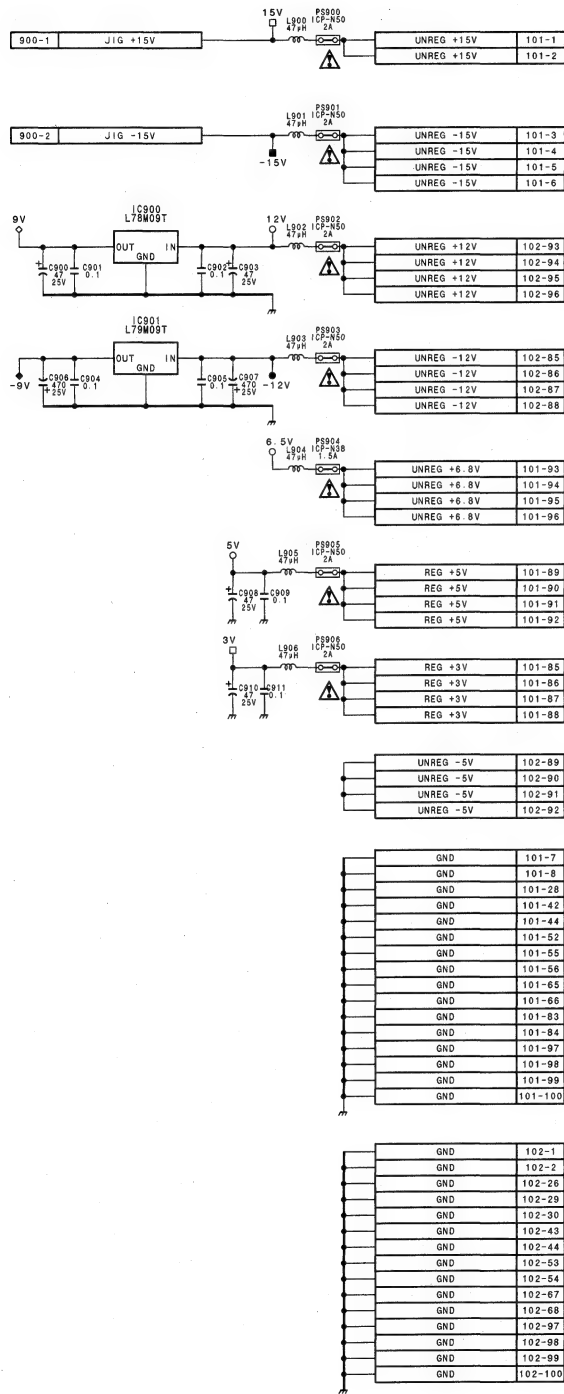 15V
L900
47µH
PS900
ICP-N50
2A
900-1 JIG +15V
UNREG +15V 101-1
UNREG +15V 101-2
L901
47µH
PS901
ICP-N50
2A
900-2 JIG -15V
-15V
UNREG -15V 101-3
UNREG -15V 101-4
UNREG -15V 101-5
UNREG -15V 101-6
9V
IC900
L78M09T
OUT IN
GND
12V
L902
47µH
PS902
ICP-N50
2A
C900
47
25V
C901
0.1
C902
0.1
C903
47
25V
UNREG +12V 102-93
UNREG +12V 102-94
UNREG +12V 102-95
UNREG +12V 102-96
IC901
L79M09T
OUT IN
GND
-9V
-12V
L903
47µH
PS903
ICP-N50
2A
C906
470
25V
C904
0.1
C905
0.1
C907
470
25V
UNREG -12V 102-85
UNREG -12V 102-86
UNREG -12V 102-87
UNREG -12V 102-88
6.5V
L904
47µH
PS904
ICP-N38
1.5A
UNREG +6.8V 101-93
UNREG +6.8V 101-94
UNREG +6.8V 101-95
UNREG +6.8V 101-96
5V
L905
47µH
PS905
ICP-N50
2A
C908
47
25V
C909
0.1
REG +5V 101-89
REG +5V 101-90
REG +5V 101-91
REG +5V 101-92
3V
L906
47µH
PS906
ICP-N50
2A
C910
47
25V
C911
0.1
REG +3V 101-85
REG +3V 101-86
REG +3V 101-87
REG +3V 101-88
UNREG -5V 102-89
UNREG -5V 102-90
UNREG -5V 102-91
UNREG -5V 102-92
GND 101-7
GND 101-8
GND 101-28
GND 101-42
GND 101-44
GND 101-52
GND 101-55
GND 101-56
GND 101-65
GND 101-66
GND 101-83
GND 101-84
GND 101-97
GND 101-98
GND 101-99
GND 101-100
GND 102-1
GND 102-2
GND 102-26
GND 102-29
GND 102-30
GND 102-43
GND 102-44
GND 102-53
GND 102-54
GND 102-67
GND 102-68
GND 102-97
GND 102-98
GND 102-99
GND 102-100